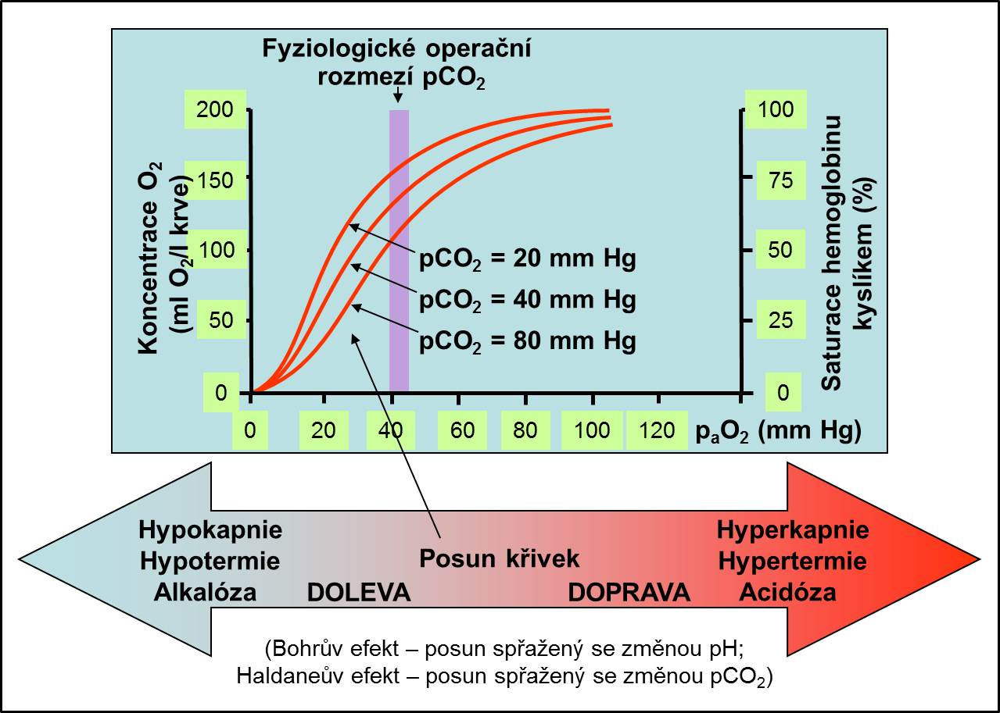 Fyziologické operační
rozmezí pCO₂
Koncentrace O₂
(ml O₂/l krve)
200
150
100
50
0
100
75
50
25
0
Saturace hemoglobinu
kyslíkem (%)
pCO₂ = 20 mm Hg
pCO₂ = 40 mm Hg
pCO₂ = 80 mm Hg
0 20 40 60 80 100 120 pₐO₂ (mm Hg)
Hypokapnie
Hypotermie
Alkalóza
DOLEVA
Posun křivek
DOPRAVA
Hyperkapnie
Hypertermie
Acidóza
(Bohrův efekt – posun spřažený se změnou pH;
Haldaneův efekt – posun spřažený se změnou pCO₂)